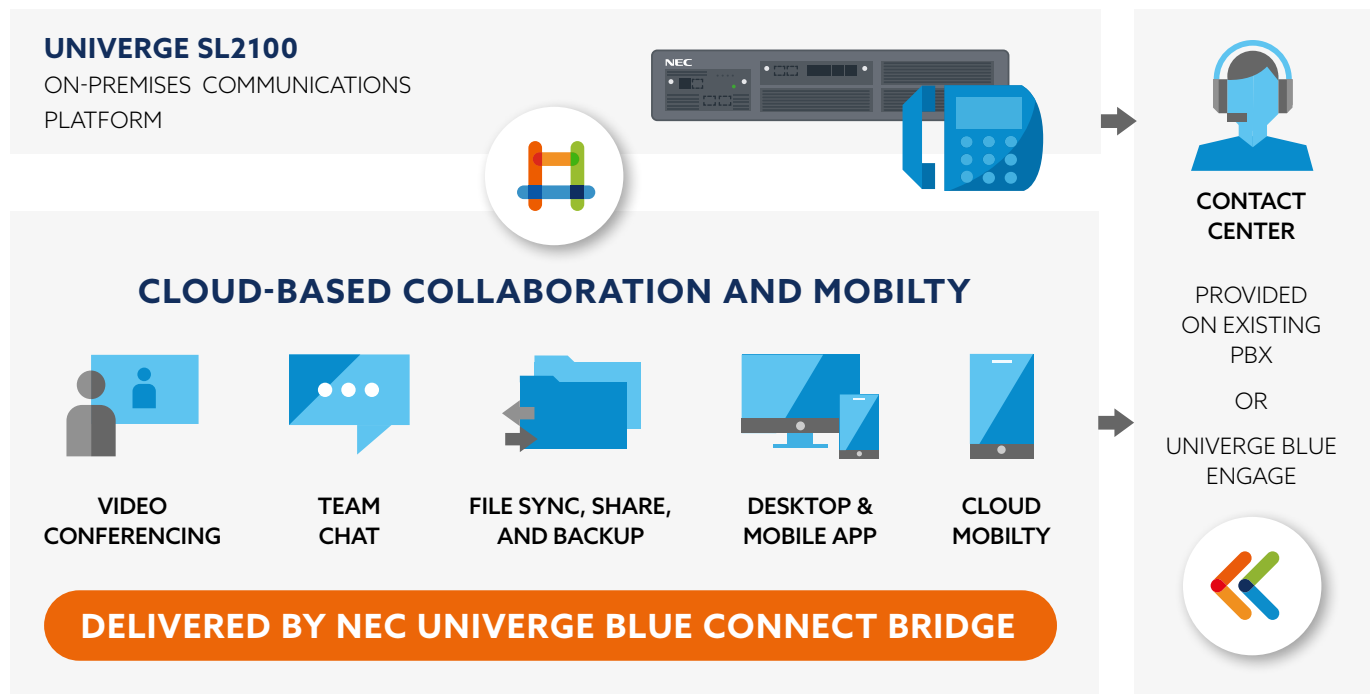 UNIVERGE SL2100
ON-PREMISES COMMUNICATIONS
PLATFORM
NEC
CLOUD-BASED COLLABORATION AND MOBILTY
VIDEO
CONFERENCING
TEAM
CHAT
FILE SYNC, SHARE,
AND BACKUP
DESKTOP &
MOBILE APP
CLOUD
MOBILTY
DELIVERED BY NEC UNIVERGE BLUE CONNECT BRIDGE
CONTACT
CENTER
PROVIDED
ON EXISTING
PBX
OR
UNIVERGE BLUE
ENGAGE